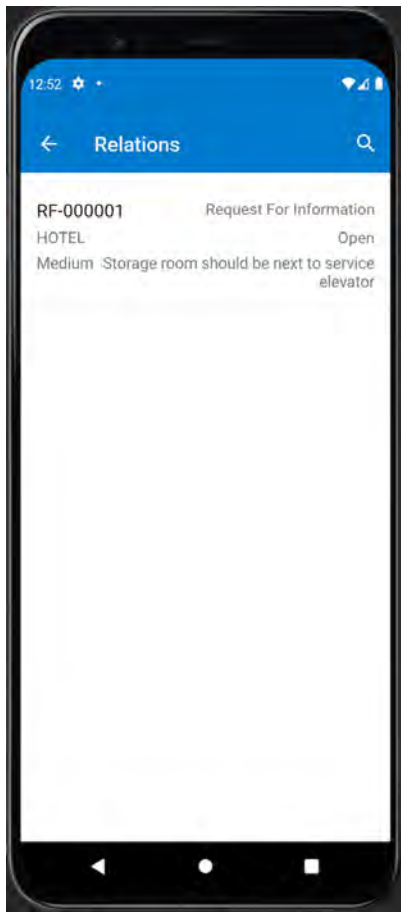 12:52
Relations
RF-000001 Request For Information
HOTEL Open
Medium Storage room should be next to service
elevator